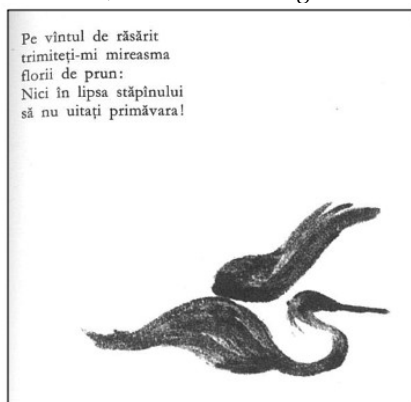 Pe vîntul de răsărit
trimiteți-mi mireasma
florii de prun:
Nici în lipsa stăpînului
să nu uitați primăvara!